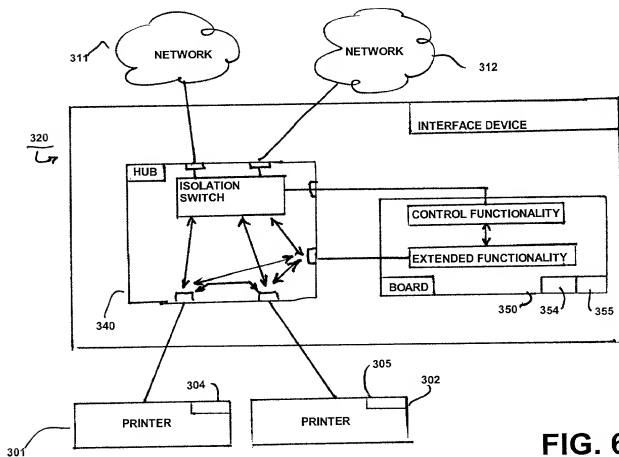 311
NETWORK
NETWORK
312
320
INTERFACE DEVICE
HUB
ISOLATION
SWITCH
CONTROL FUNCTIONALITY
EXTENDED FUNCTIONALITY
BOARD
340
350
354
355
304
305
302
PRINTER
PRINTER
301
FIG. 6